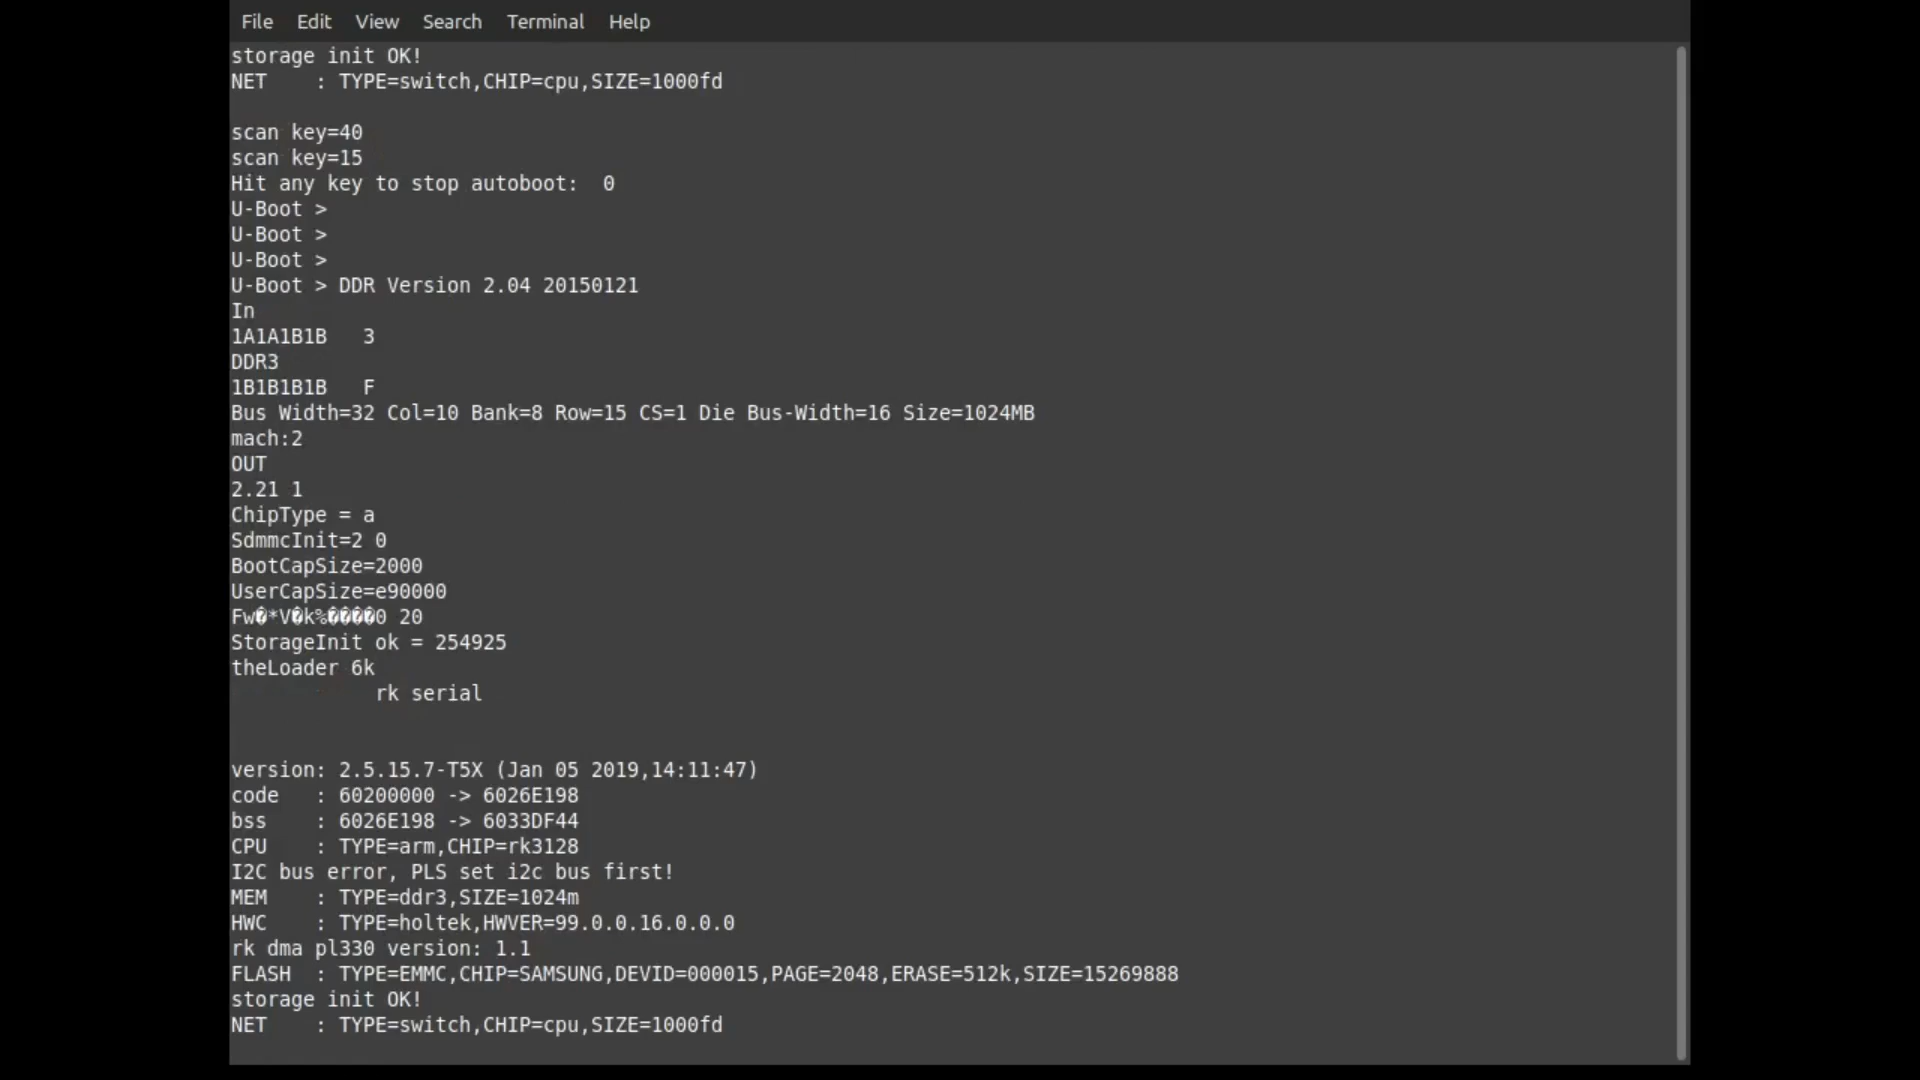 File Edit View Search Terminal Help
storage init OK!
NET    : TYPE=switch,CHIP=cpu,SIZE=1000fd
scan key=40
scan key=15
Hit any key to stop autoboot:  0
U-Boot >
U-Boot >
U-Boot >
U-Boot > DDR Version 2.04 20150121
In
1A1A1B1B   3
DDR3
1B1B1B1B   F
Bus Width=32 Col=10 Bank=8 Row=15 CS=1 Die Bus-Width=16 Size=1024MB
mach:2
OUT
2.21 1
ChipType = a
SdmmcInit=2 0
BootCapSize=2000
UserCapSize=e90000
Fw�*V�k%����0 20
StorageInit ok = 254925
theLoader 6k
rk serial
version: 2.5.15.7-T5X (Jan 05 2019,14:11:47)
code   : 60200000 -> 6026E198
bss    : 6026E198 -> 6033DF44
CPU    : TYPE=arm,CHIP=rk3128
I2C bus error, PLS set i2c bus first!
MEM    : TYPE=ddr3,SIZE=1024m
HWC    : TYPE=holtek,HWVER=99.0.0.16.0.0.0
rk dma pl330 version: 1.1
FLASH  : TYPE=EMMC,CHIP=SAMSUNG,DEVID=000015,PAGE=2048,ERASE=512k,SIZE=15269888
storage init OK!
NET    : TYPE=switch,CHIP=cpu,SIZE=1000fd